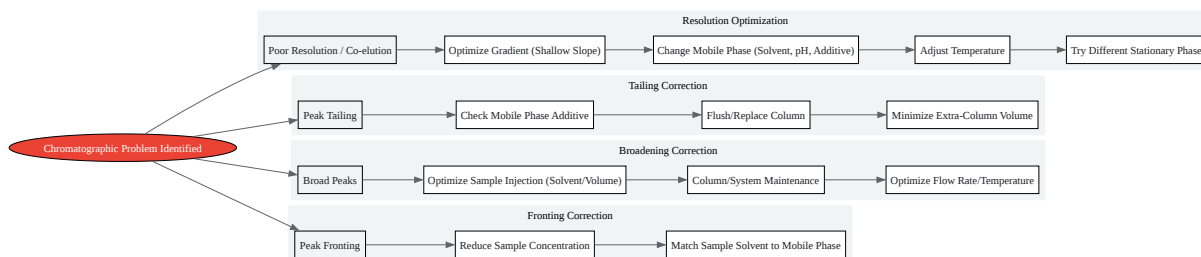 Resolution Optimization
Poor Resolution / Co-elution
Optimize Gradient (Shallow Slope)
Change Mobile Phase (Solvent, pH, Additive)
Adjust Temperature
Try Different Stationary Phase
Tailing Correction
Peak Tailing
Check Mobile Phase Additive
Flush/Replace Column
Minimize Extra-Column Volume
Chromatographic Problem Identified
Broadening Correction
Broad Peaks
Optimize Sample Injection (Solvent/Volume)
Column/System Maintenance
Optimize Flow Rate/Temperature
Fronting Correction
Peak Fronting
Reduce Sample Concentration
Match Sample Solvent to Mobile Phase